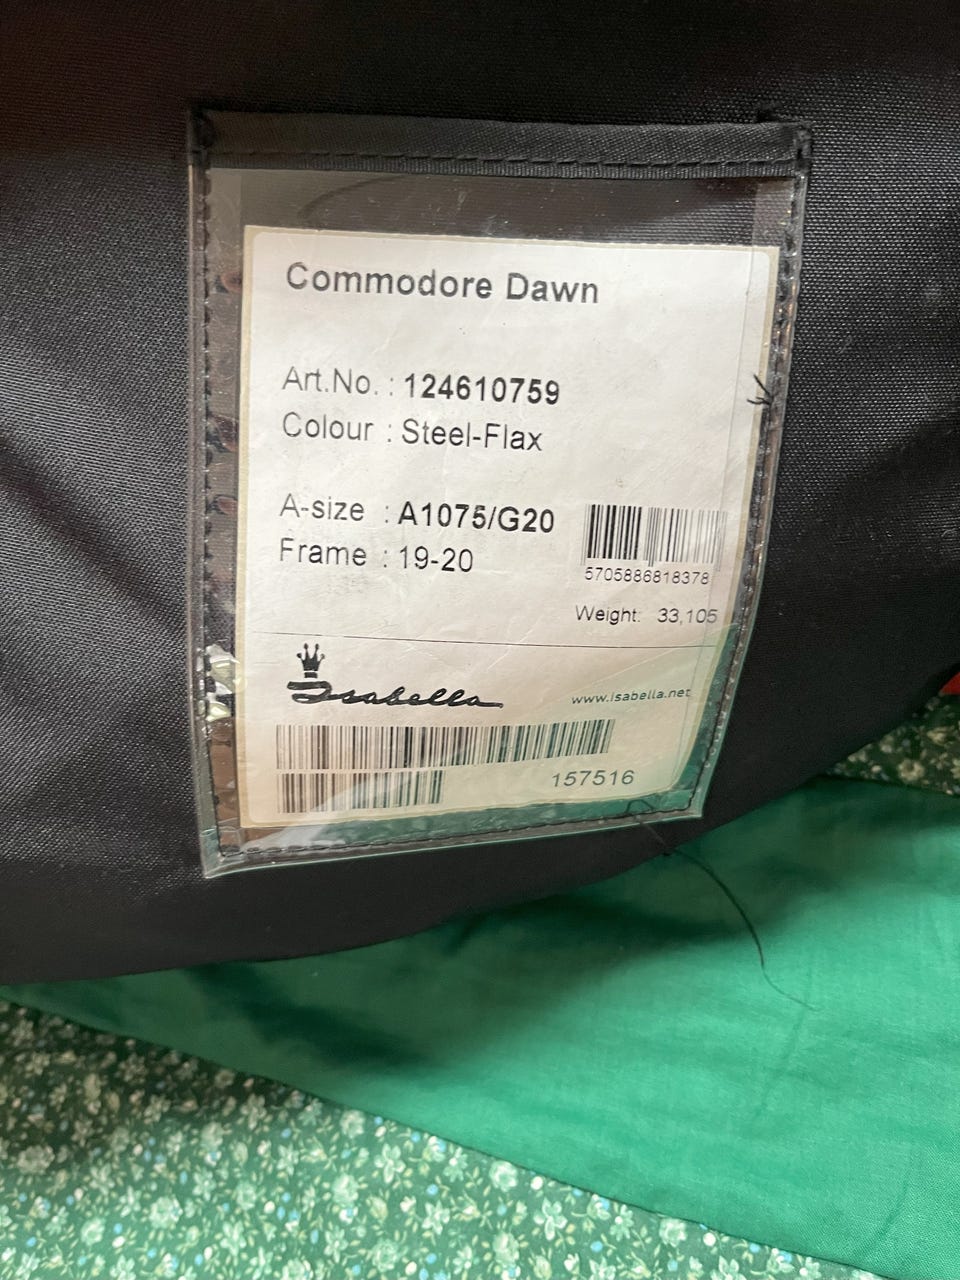 Commodore Dawn
Art.No. : 124610759
Colour : Steel-Flax
A-size : A1075/G20
Frame : 19-20
5705886818378
Weight: 33,105
Isabella
www.isabella.net
157516